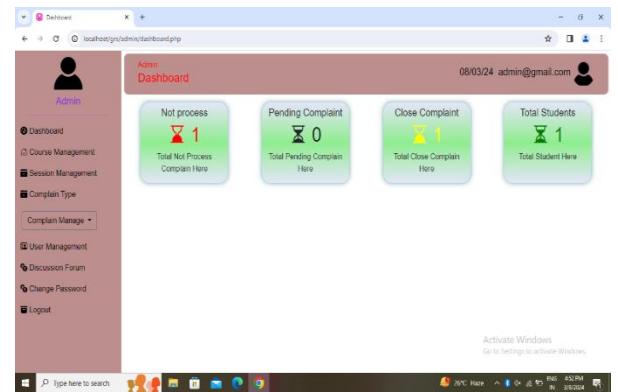 Dashboard
localhost/grs/admin/dashboard.php
Admin
Dashboard
08/03/24 admin@gmail.com
Admin
Dashboard
Course Management
Session Management
Complain Type
Complain Manage
User Management
Discussion Forum
Change Password
Logout
Not process
1
Total Not Process
Complain Here
Pending Complaint
0
Total Pending Complain
Here
Close Complaint
1
Total Close Complain
Here
Total Students
1
Total Student Here
Activate Windows
Go to Settings to activate Windows.
Type here to search
26°C Haze
ENG
IN
4:52 PM
3/8/2024